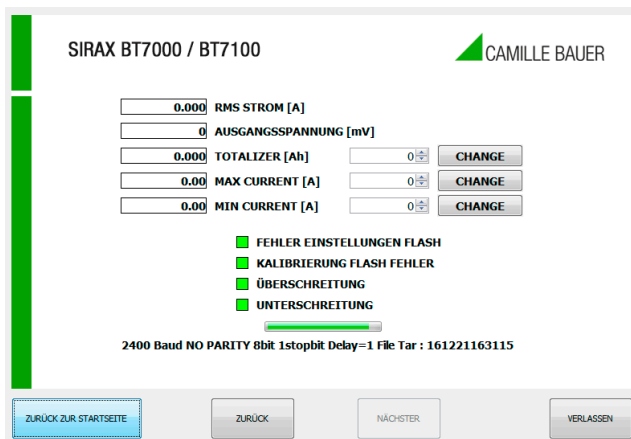 SIRAX BT7000 / BT7100
CAMILLE BAUER
0.000 RMS STROM [A]
0 AUSGANGSSPANNUNG [mV]
0.000 TOTALIZER [Ah] 0 CHANGE
0.00 MAX CURRENT [A] 0 CHANGE
0.00 MIN CURRENT [A] 0 CHANGE
FEHLER EINSTELLUNGEN FLASH
KALIBRIERUNG FLASH FEHLER
ÜBERSCHREITUNG
UNTERSCHREITUNG
2400 Baud NO PARITY 8bit 1stopbit Delay=1 File Tar : 161221163115
ZURÜCK ZUR STARTSEITE ZURÜCK NÄCHSTER VERLASSEN